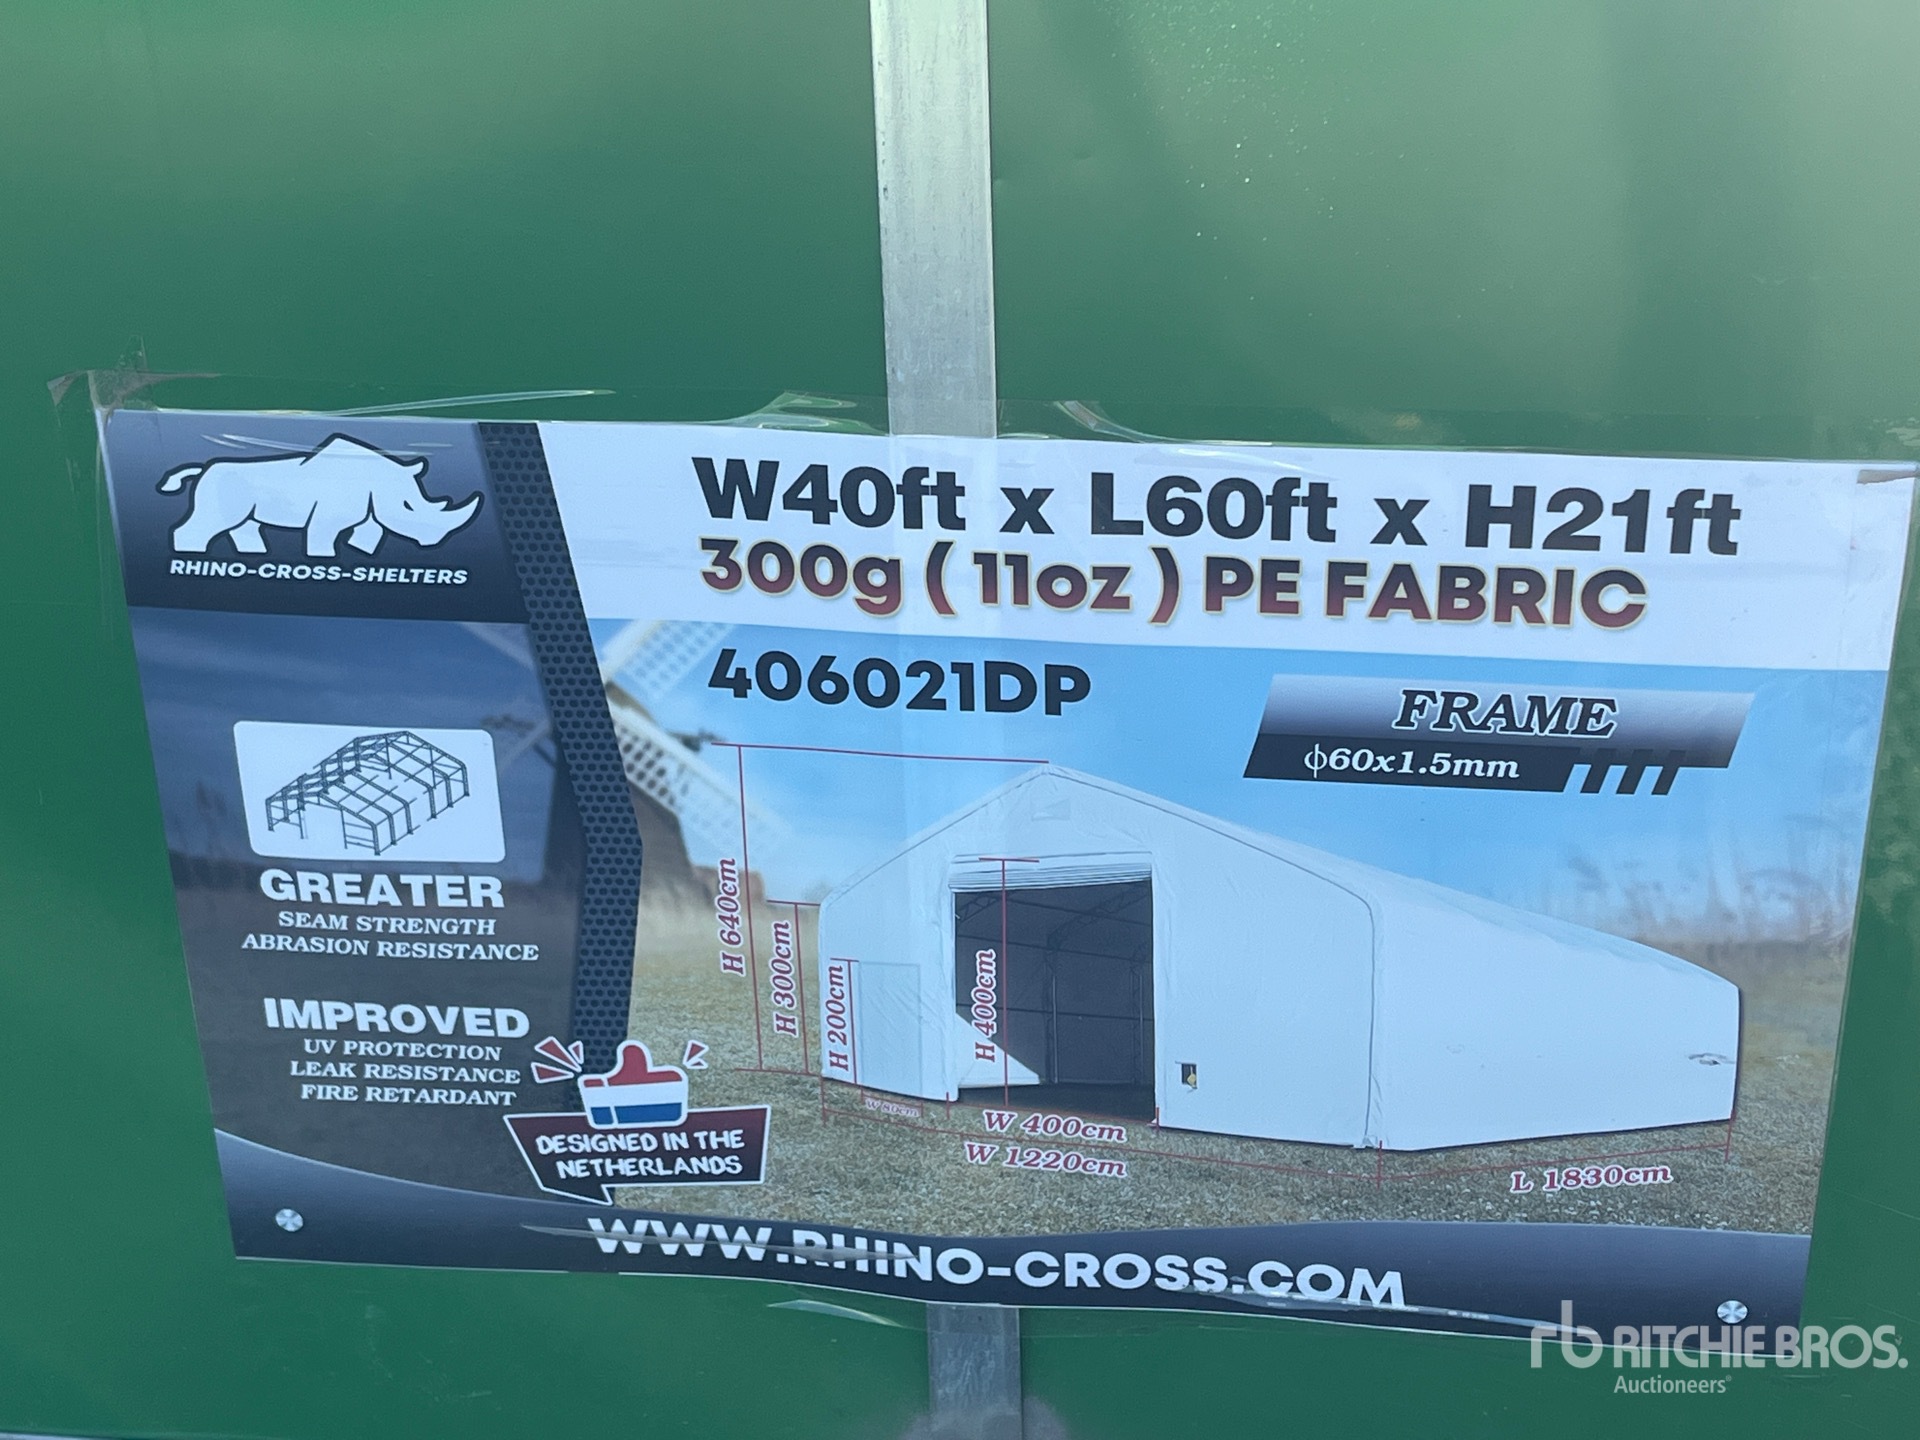 RHINO-CROSS-SHELTERS
W40ft x L60ft x H21ft
300g ( 11oz ) PE FABRIC
406021DP
FRAME
ϕ60x1.5mm
GREATER
SEAM STRENGTH
ABRASION RESISTANCE
IMPROVED
UV PROTECTION
LEAK RESISTANCE
FIRE RETARDANT
DESIGNED IN THE
NETHERLANDS
H 640cm
H 300cm
H 200cm
H 400cm
W 80cm
W 400cm
W 1220cm
L 1830cm
WWW.RHINO-CROSS.COM
rb RITCHIE BROS.
Auctioneers®